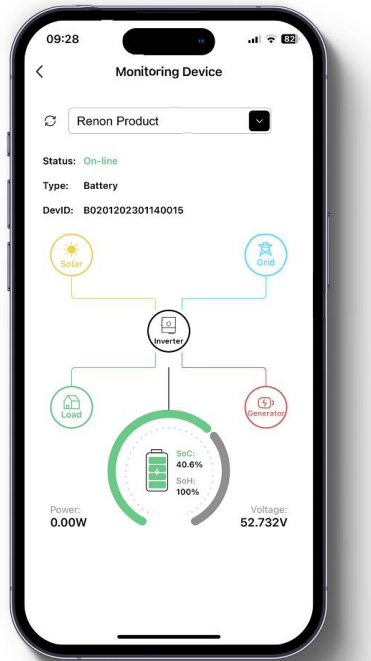 09:28
82
Monitoring Device
Renon Product
Status: On-line
Type: Battery
DevID: B0201202301140015
Solar
Grid
Inverter
Load
Generator
SoC:
40.6%
SoH:
100%
Power:
0.00W
Voltage:
52.732V